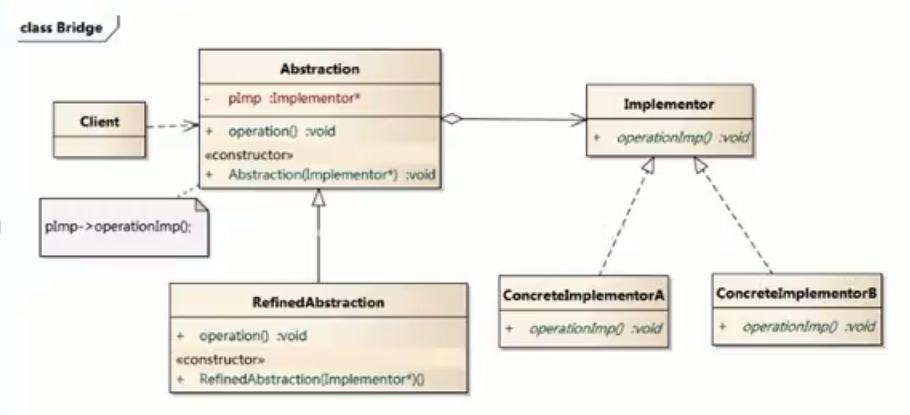 class Bridge
Abstraction
- pImp :Implementor*
+ operation() :void
«constructor»
+ Abstraction(Implementor*) :void
Client
pImp->operationImp();
Implementor
+ operationImp() :void
RefinedAbstraction
+ operation() :void
«constructor»
+ RefinedAbstraction(Implementor*)()
ConcreteImplementorA
+ operationImp() :void
ConcreteImplementorB
+ operationImp() :void